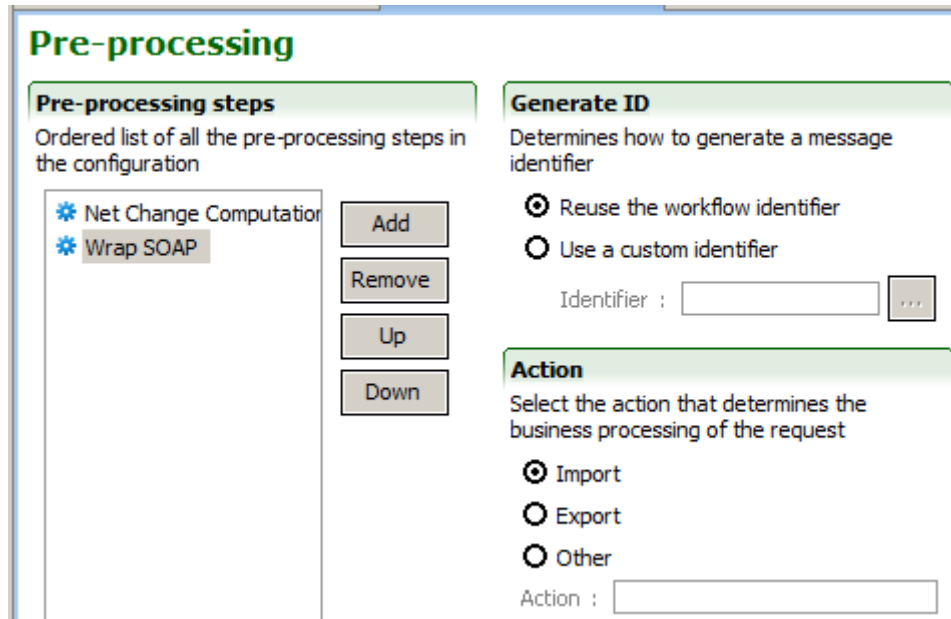 Pre-processing
Pre-processing steps
Ordered list of all the pre-processing steps in
the configuration
Net Change Computation
Wrap SOAP
Add
Remove
Up
Down
Generate ID
Determines how to generate a message
identifier
Reuse the workflow identifier
Use a custom identifier
Identifier :
...
Action
Select the action that determines the
business processing of the request
Import
Export
Other
Action :